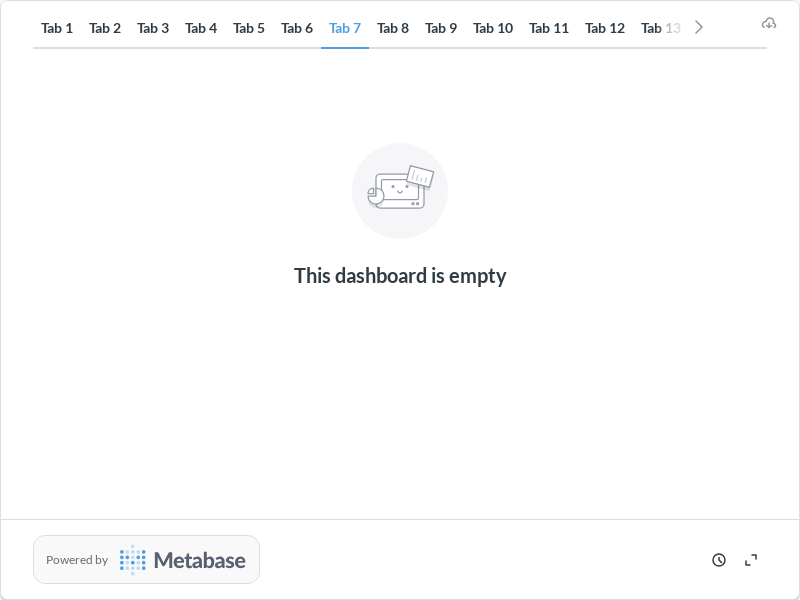 Tab 1 Tab 2 Tab 3 Tab 4 Tab 5 Tab 6 Tab 7 Tab 8 Tab 9 Tab 10 Tab 11 Tab 12 Tab 13
This dashboard is empty
Powered by Metabase